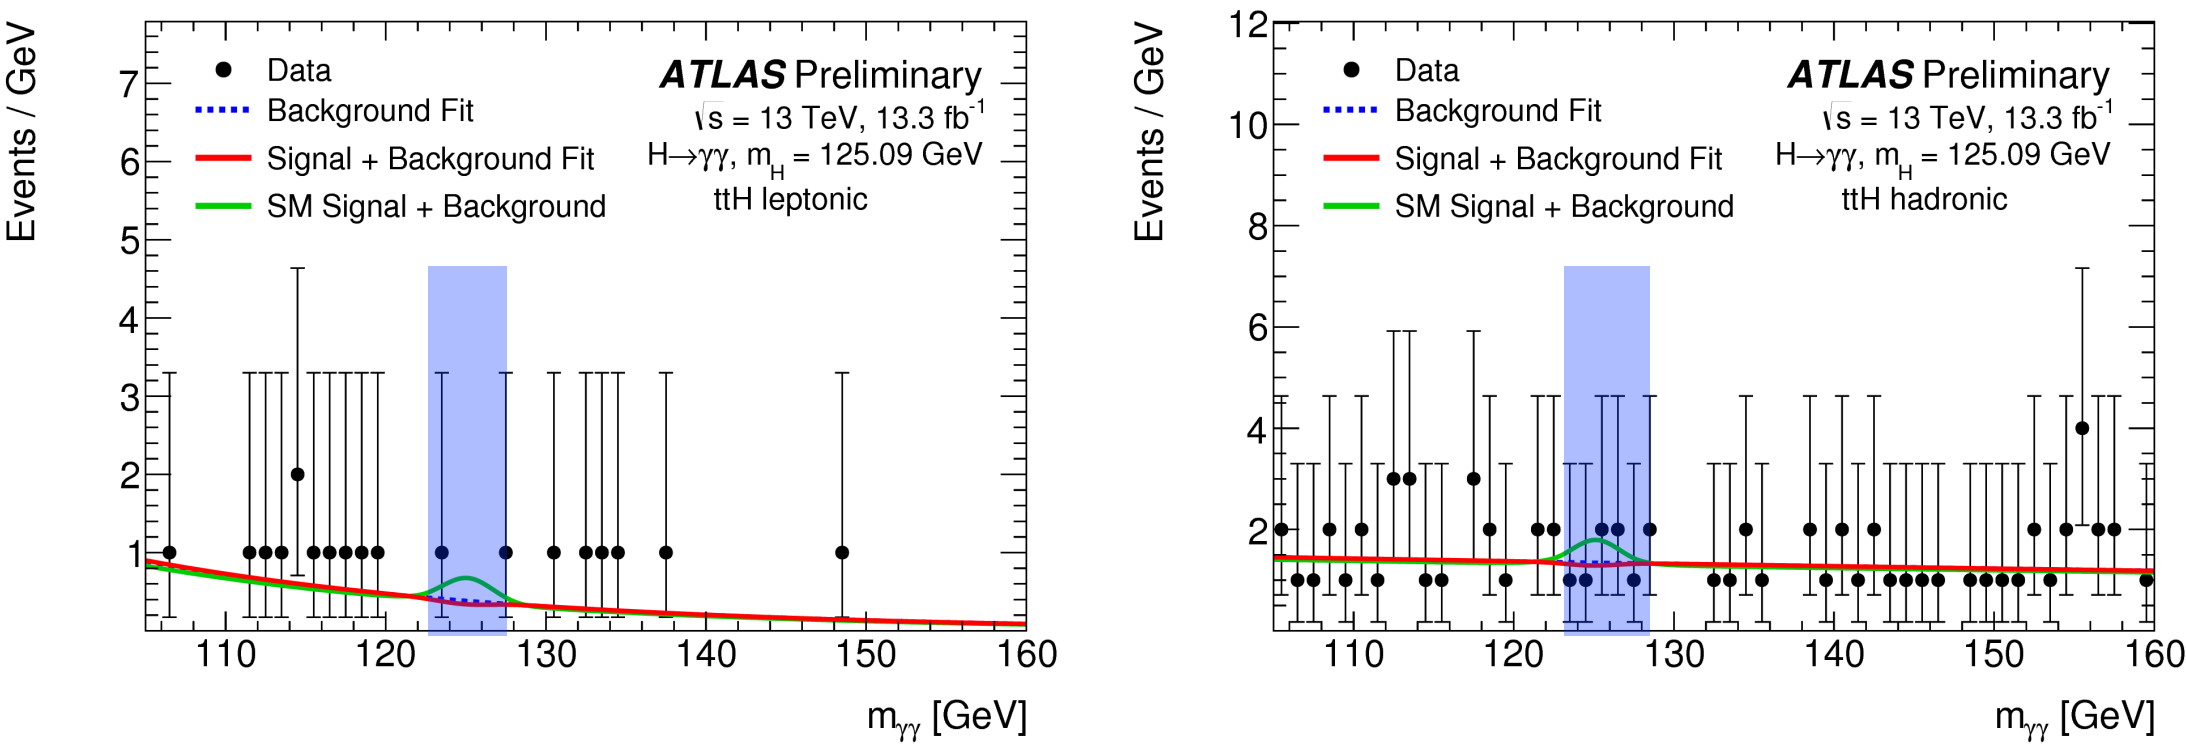 Events / GeV
7
6
5
4
3
2
1
Data
Background Fit
Signal + Background Fit
SM Signal + Background
ATLAS Preliminary
√s = 13 TeV, 13.3 fb⁻¹
H→γγ, m_H = 125.09 GeV
ttH leptonic
110 120 130 140 150 160
m_γγ [GeV]
Events / GeV
12
10
8
6
4
2
Data
Background Fit
Signal + Background Fit
SM Signal + Background
ATLAS Preliminary
√s = 13 TeV, 13.3 fb⁻¹
H→γγ, m_H = 125.09 GeV
ttH hadronic
110 120 130 140 150 160
m_γγ [GeV]